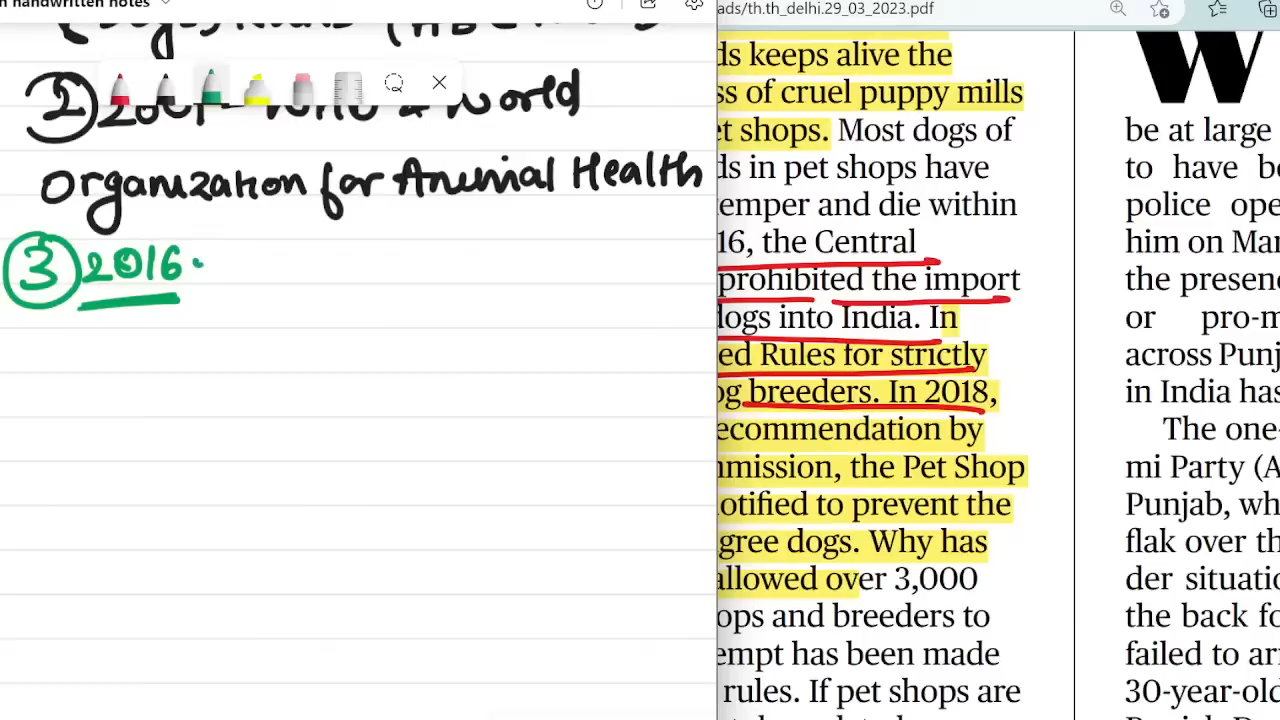 handwritten notes
ads/th.th_delhi.29_03_2023.pdf
World
Organization for Animal Health
3 2016.
ds keeps alive the
ss of cruel puppy mills
et shops. Most dogs of
ds in pet shops have
temper and die within
16, the Central
prohibited the import
dogs into India. In
ed Rules for strictly
og breeders. In 2018,
ecommendation by
mmission, the Pet Shop
otified to prevent the
gree dogs. Why has
allowed over 3,000
ops and breeders to
empt has been made
rules. If pet shops are
W
be at large
to have be
police ope
him on Mar
the presenc
or pro-m
across Punj
in India has
The one-
mi Party (A
Punjab, wh
flak over th
der situatio
the back fo
failed to arr
30-year-old